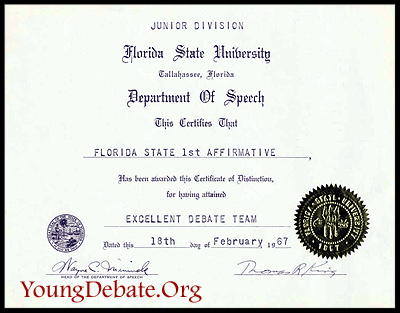 JUNIOR DIVISION
Florida State University
Tallahassee, Florida
Department Of Speech
This Certifies That
FLORIDA STATE 1st AFFIRMATIVE ,
Has been awarded this Certificate of Distinction,
for having attained
EXCELLENT DEBATE TEAM
Dated this 18th day of February 1967
Thomas R King
HEAD OF THE DEPARTMENT OF SPEECH
YoungDebate.Org